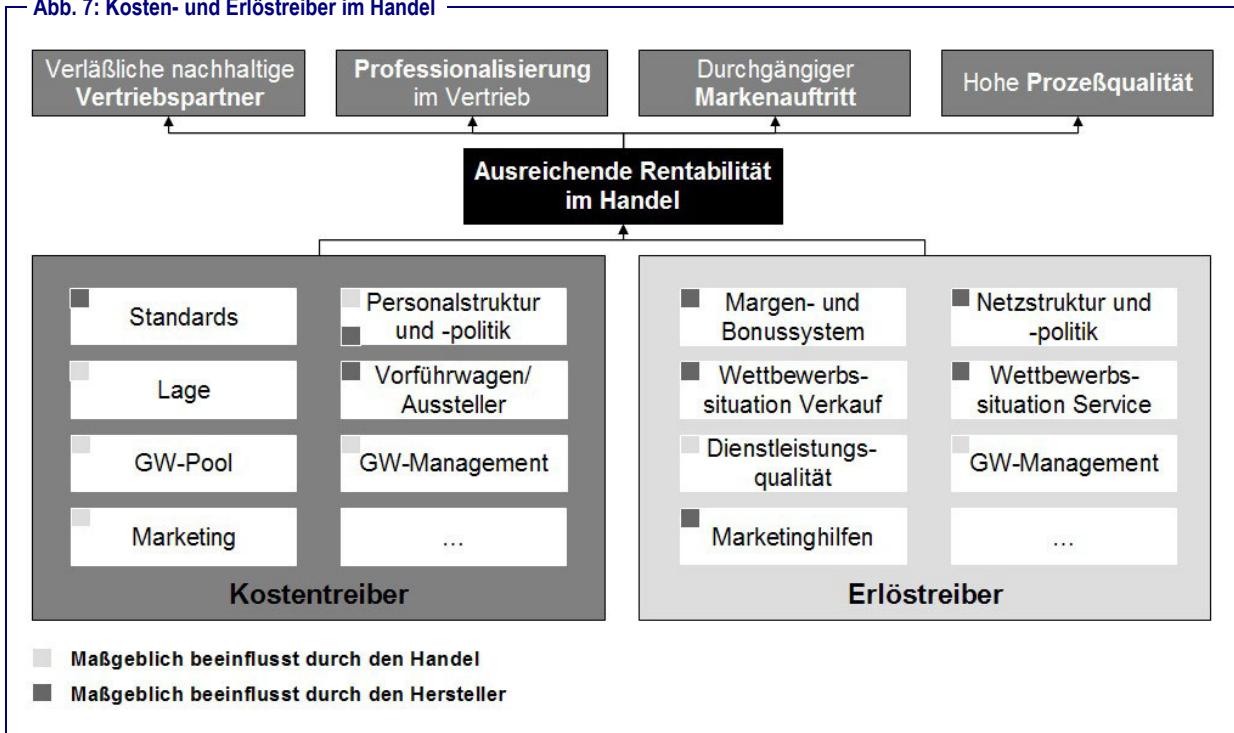 Abb. 7: Kosten- und Erlöstreiber im Handel
Verläßliche nachhaltige
Vertriebspartner
Professionalisierung
im Vertrieb
Durchgängiger
Markenauftritt
Hohe Prozeßqualität
Ausreichende Rentabilität
im Handel
Standards
Personalstruktur
und -politik
Lage
Vorführwagen/
Aussteller
GW-Pool
GW-Management
Marketing
...
Kostentreiber
Margen- und
Bonussystem
Netzstruktur und
-politik
Wettbewerbs-
situation Verkauf
Wettbewerbs-
situation Service
Dienstleistungs-
qualität
GW-Management
Marketinghilfen
...
Erlöstreiber
Maßgeblich beeinflusst durch den Handel
Maßgeblich beeinflusst durch den Hersteller